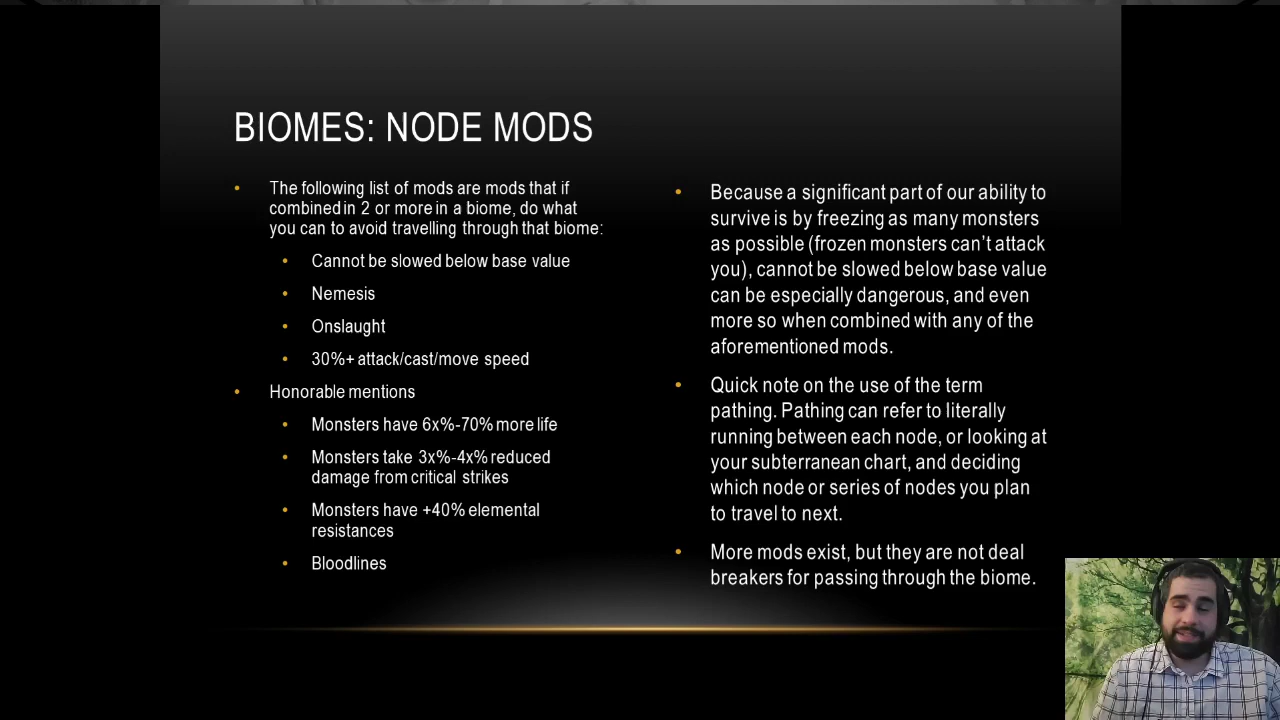 BIOMES: NODE MODS
The following list of mods are mods that if
combined in 2 or more in a biome, do what
you can to avoid travelling through that biome:
Cannot be slowed below base value
Nemesis
Onslaught
30%+ attack/cast/move speed
Honorable mentions
Monsters have 6x%-70% more life
Monsters take 3x%-4x% reduced
damage from critical strikes
Monsters have +40% elemental
resistances
Bloodlines
Because a significant part of our ability to
survive is by freezing as many monsters
as possible (frozen monsters can't attack
you), cannot be slowed below base value
can be especially dangerous, and even
more so when combined with any of the
aforementioned mods.
Quick note on the use of the term
pathing. Pathing can refer to literally
running between each node, or looking at
your subterranean chart, and deciding
which node or series of nodes you plan
to travel to next.
More mods exist, but they are not deal
breakers for passing through the biome.